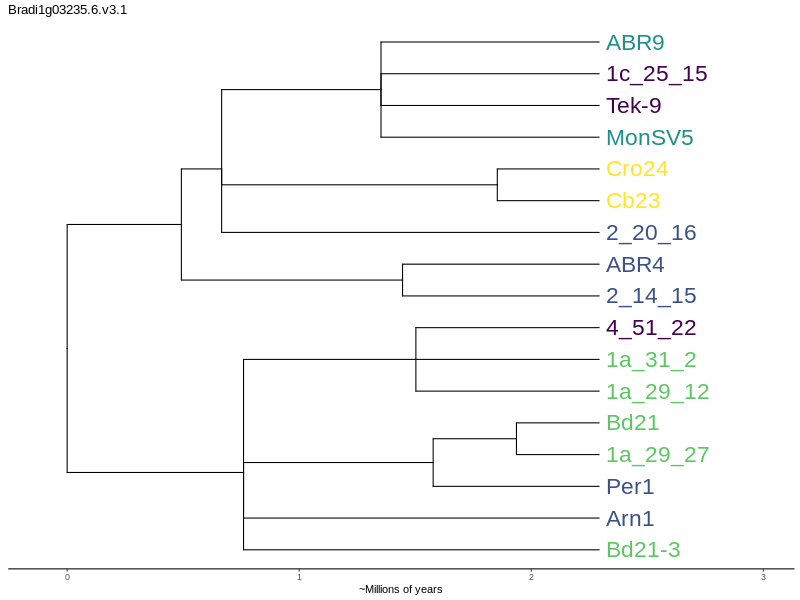 Bradi1g03235.6.v3.1
ABR9
1c_25_15
Tek-9
MonSV5
Cro24
Cb23
2_20_16
ABR4
2_14_15
4_51_22
1a_31_2
1a_29_12
Bd21
1a_29_27
Per1
Arn1
Bd21-3
0 1 2 3
~Millions of years